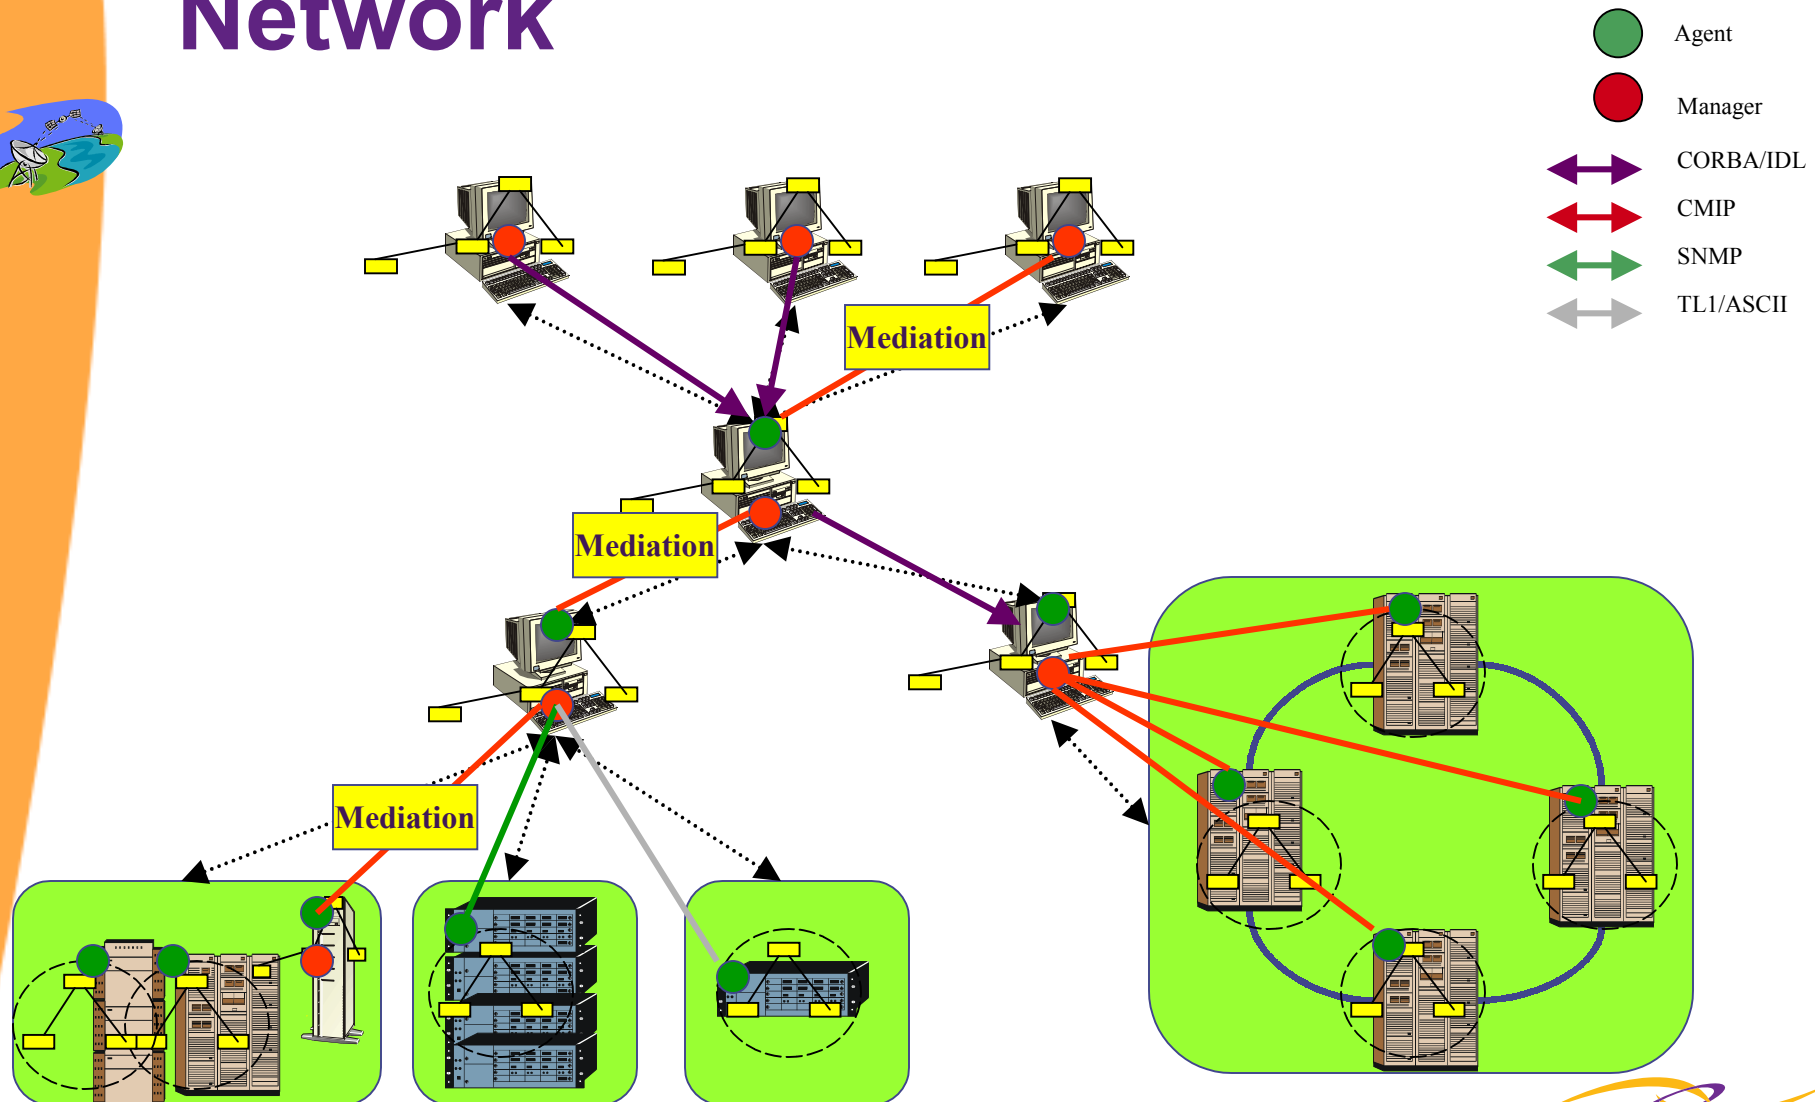 Network
Agent
Manager
CORBA/IDL
CMIP
SNMP
TL1/ASCII
Mediation
Mediation
Mediation